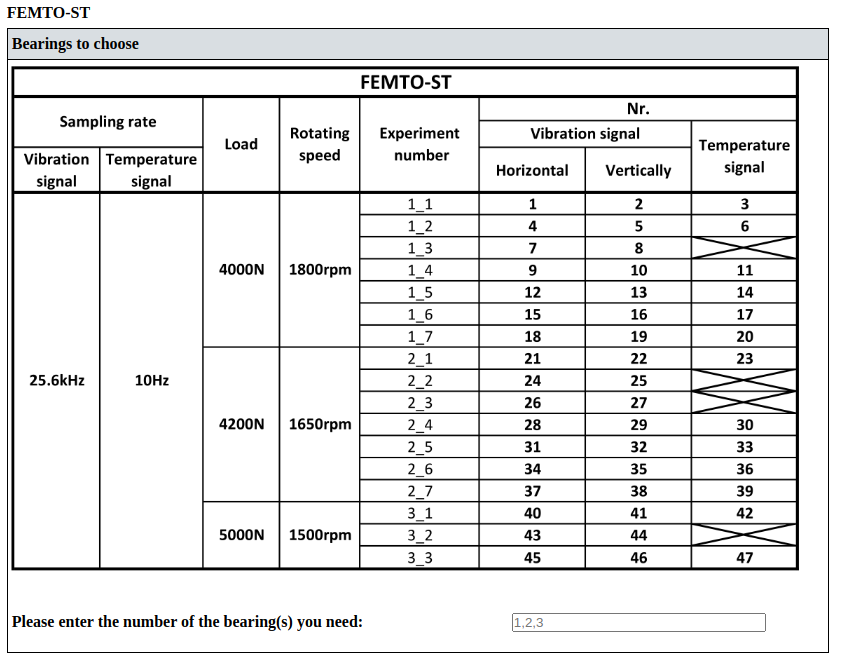 FEMTO-ST
Bearings to choose
FEMTO-ST
Sampling rate Load Rotating speed Experiment number Nr.
Vibration signal Temperature signal
Vibration signal Temperature signal Horizontal Vertically
25.6kHz 10Hz
4000N 1800rpm
1_1 1 2 3
1_2 4 5 6
1_3 7 8
1_4 9 10 11
1_5 12 13 14
1_6 15 16 17
1_7 18 19 20
4200N 1650rpm
2_1 21 22 23
2_2 24 25
2_3 26 27
2_4 28 29 30
2_5 31 32 33
2_6 34 35 36
2_7 37 38 39
5000N 1500rpm
3_1 40 41 42
3_2 43 44
3_3 45 46 47
Please enter the number of the bearing(s) you need: 1,2,3